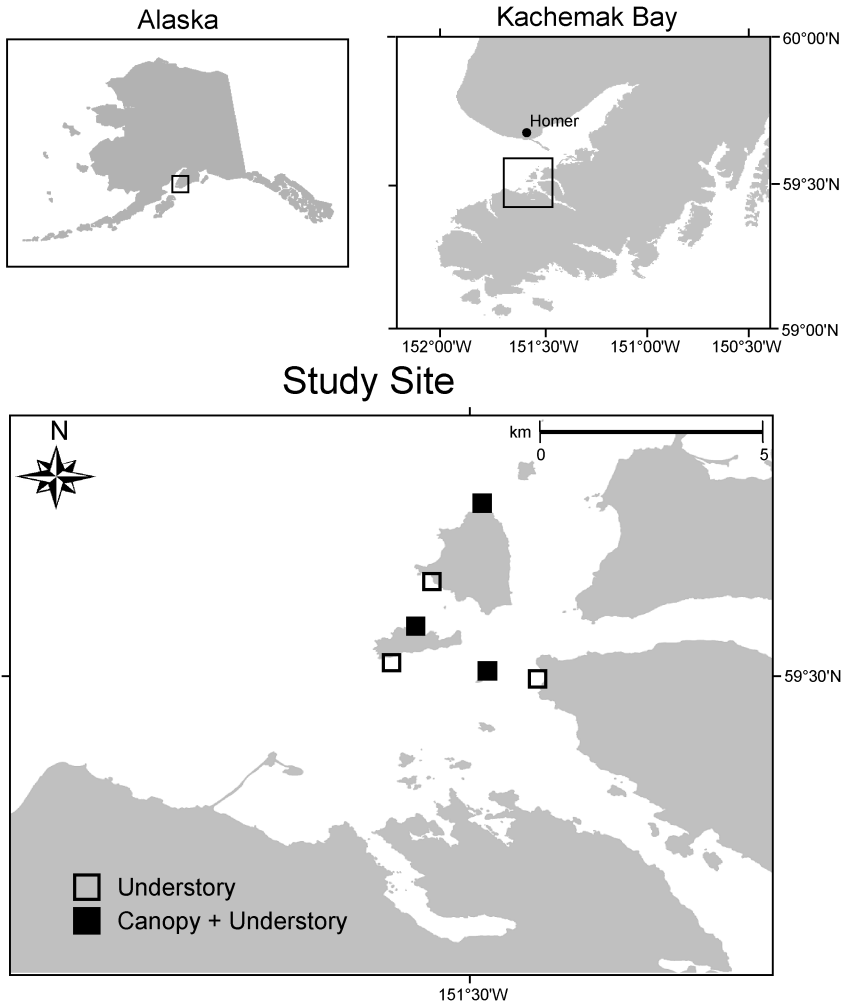 Alaska
Kachemak Bay
60°00'N
Homer
59°30'N
59°00'N
152°00'W 151°30'W 151°00'W 150°30'W
Study Site
N
km
0 5
59°30'N
Understory
Canopy + Understory
151°30'W